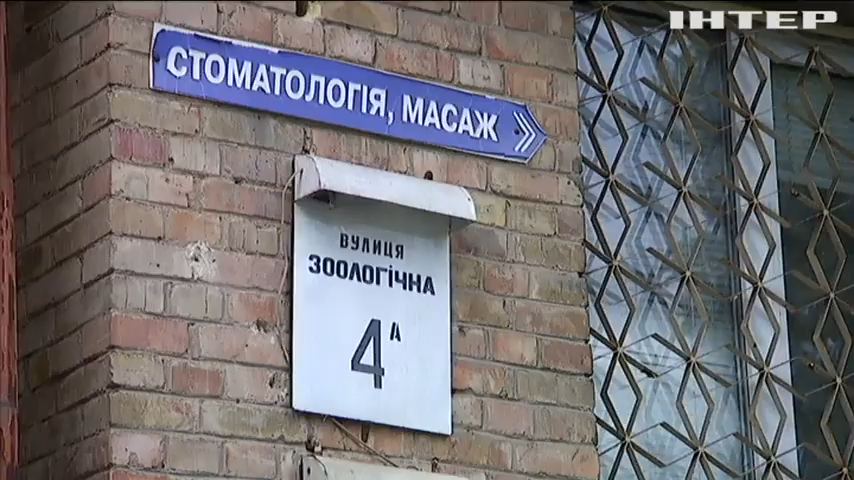 ІНТЕР
СТОМАТОЛОГІЯ, МАСАЖ
ВУЛИЦЯ
ЗООЛОГІЧНА
4А